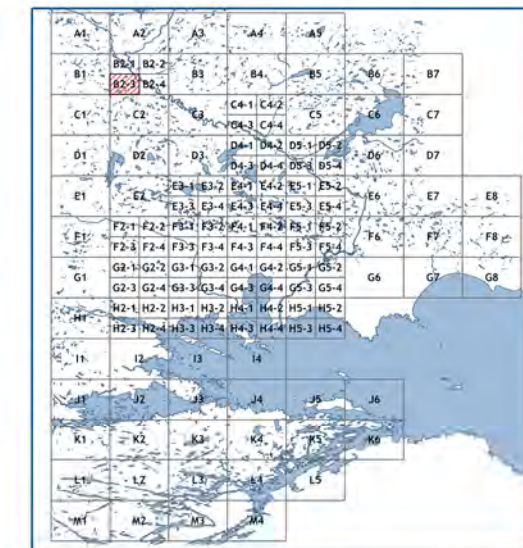 A1 A2 A3 A4 A5
B2-1 B2-2
B1 B3 B4 B5 B6 B7
B2-3 B2-4
C4-1 C4-2
C1 C2 C3 C5 C6 C7
C4-3 C4-4
D4-1 D4-2 D5-1 D5-2
D1 D2 D3 D6 D7
D4-3 D4-4 D5-3 D5-4
E3-1 E3-2 E4-1 E4-2 E5-1 E5-2
E1 E2 E6 E7 E8
E3-3 E3-4 E4-3 E4-4 E5-3 E5-4
F2-1 F2-2 F3-1 F3-2 F4-1 F4-2 F5-1 F5-2
F1 F6 F7 F8
F2-3 F2-4 F3-3 F3-4 F4-3 F4-4 F5-3 F5-4
G2-1 G2-2 G3-1 G3-2 G4-1 G4-2 G5-1 G5-2
G1 G6 G7 G8
G2-3 G2-4 G3-3 G3-4 G4-3 G4-4 G5-3 G5-4
H2-1 H2-2 H3-1 H3-2 H4-1 H4-2 H5-1 H5-2
H1
H2-3 H2-4 H3-3 H3-4 H4-3 H4-4 H5-3 H5-4
I1 I2 I3 I4
J1 J2 J3 J4 J5 J6
K1 K2 K3 K4 K5 K6
L1 L2 L3 L4 L5
M1 M2 M3 M4